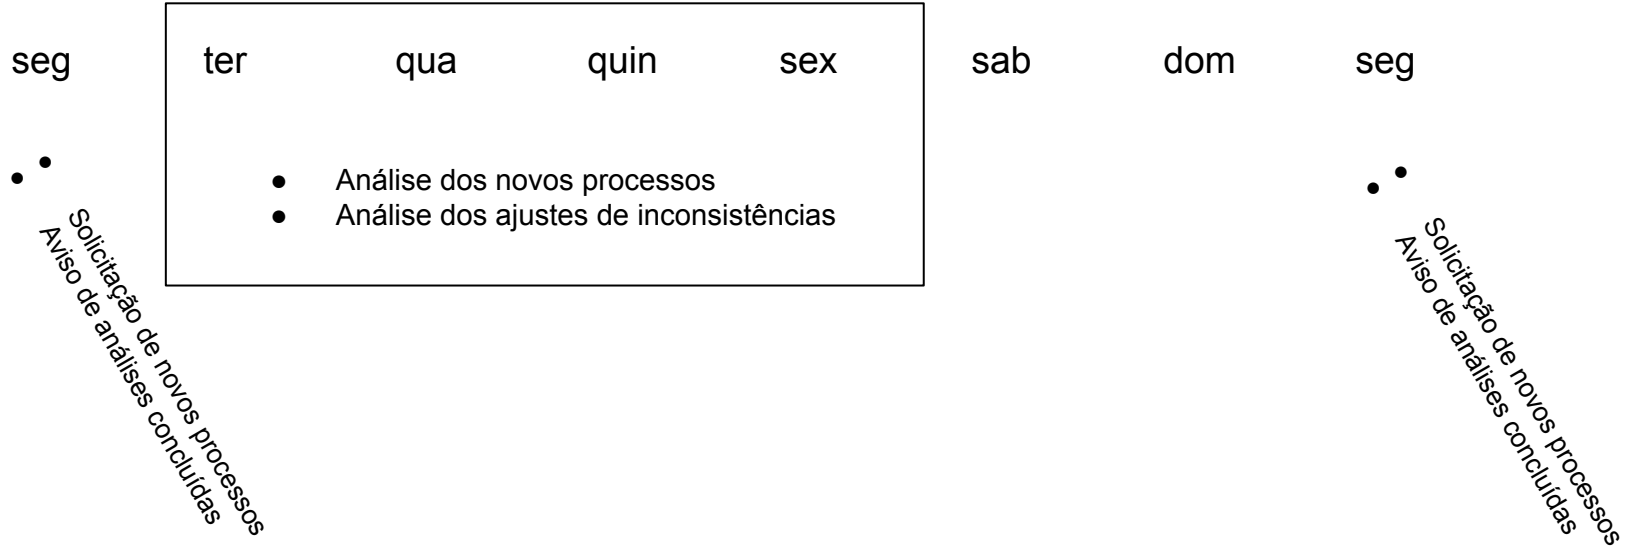 seg ter qua quin sex sab dom seg
● Análise dos novos processos
● Análise dos ajustes de inconsistências
● Solicitação de novos processos
● Aviso de análises concluídas
● Solicitação de novos processos
● Aviso de análises concluídas